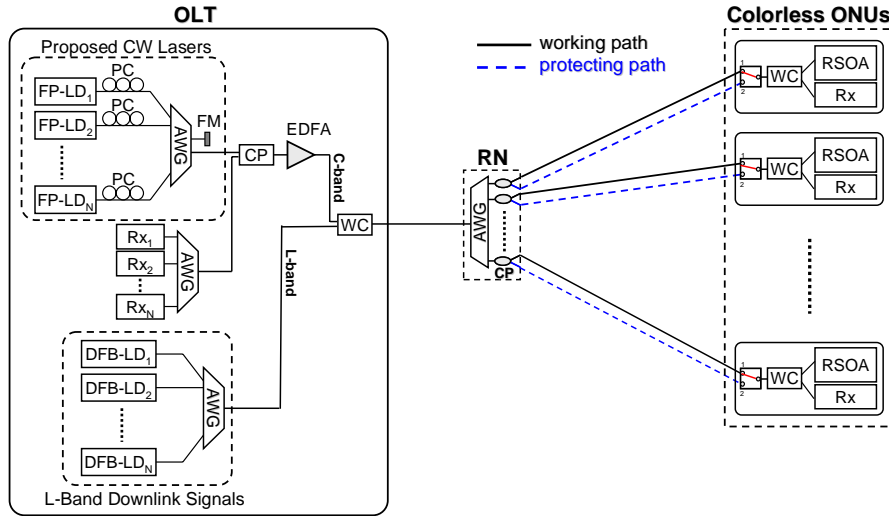 OLT
Proposed CW Lasers
PC
FP-LD1
PC
FP-LD2
PC
FP-LDN
AWG
FM
CP
EDFA
C-band
WC
L-band
Rx1
Rx2
RxN
AWG
DFB-LD1
DFB-LD2
DFB-LDN
AWG
L-Band Downlink Signals
working path
protecting path
RN
AWG
CP
Colorless ONUs
1
2
WC
RSOA
Rx
1
2
WC
RSOA
Rx
1
2
WC
RSOA
Rx